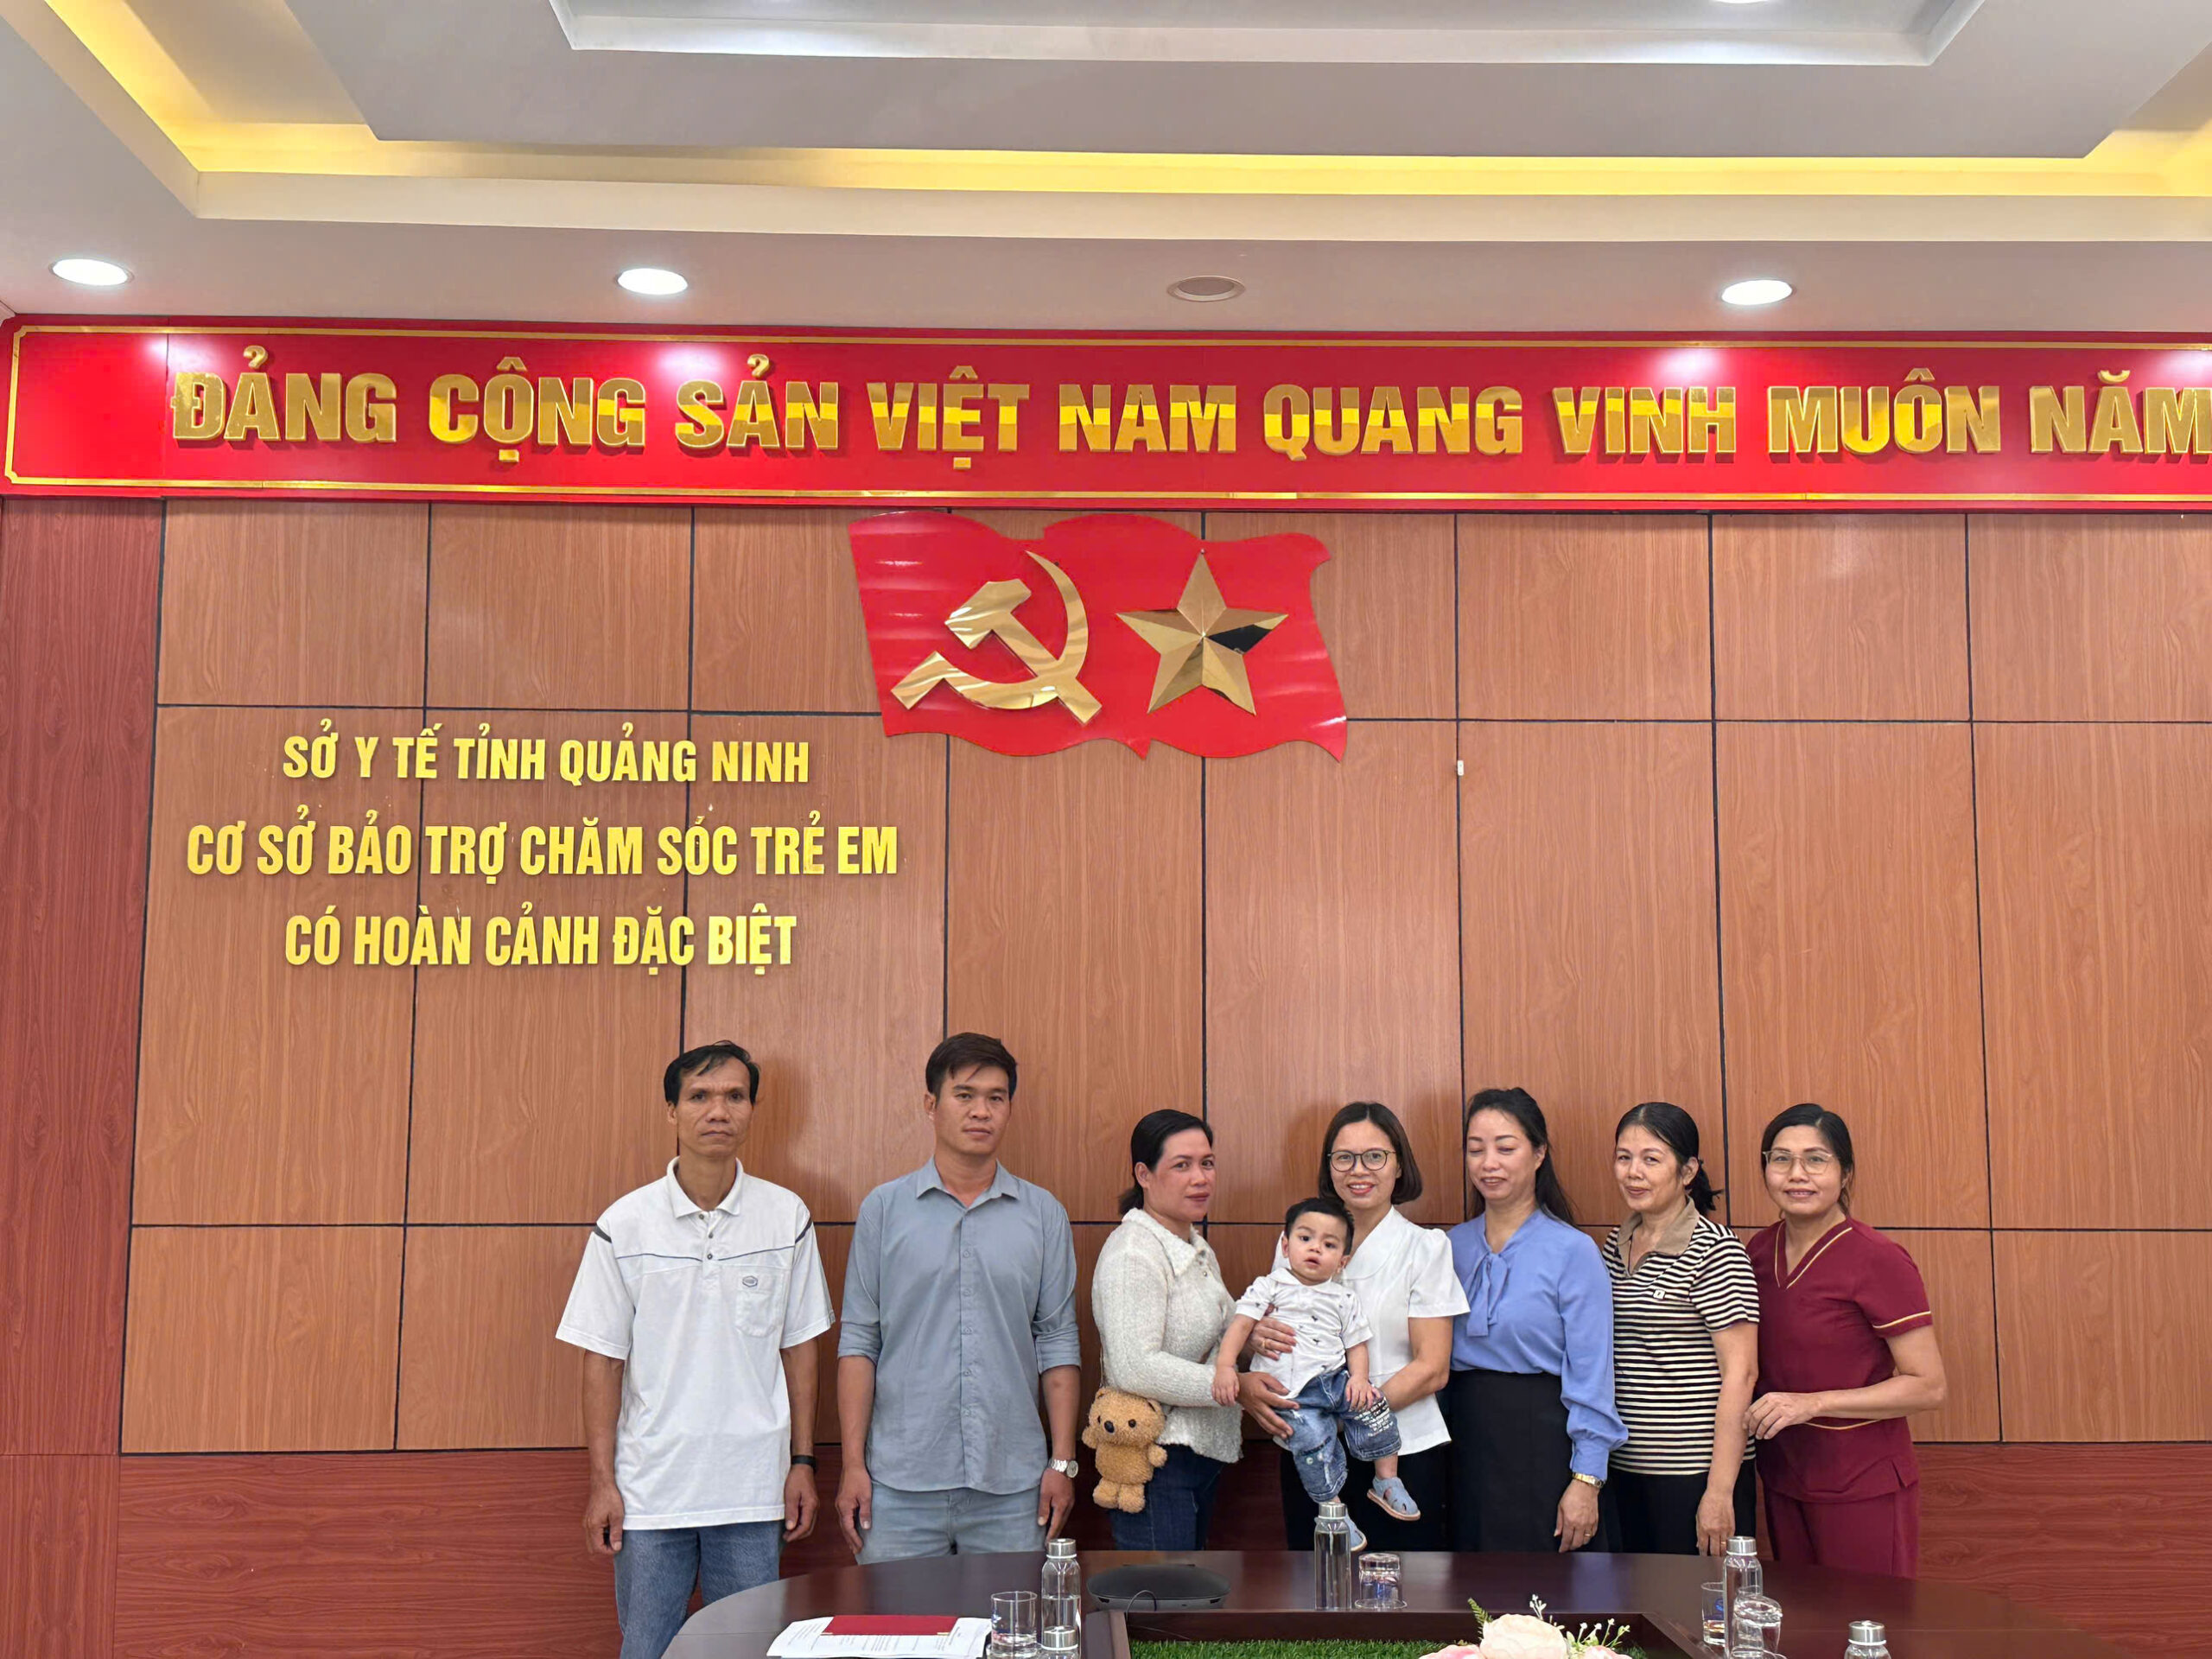 ĐẢNG CỘNG SẢN VIỆT NAM QUANG VINH MUÔN NĂM
SỞ Y TẾ TỈNH QUẢNG NINH
CƠ SỞ BẢO TRỢ CHĂM SÓC TRẺ EM
CÓ HOÀN CẢNH ĐẶC BIỆT